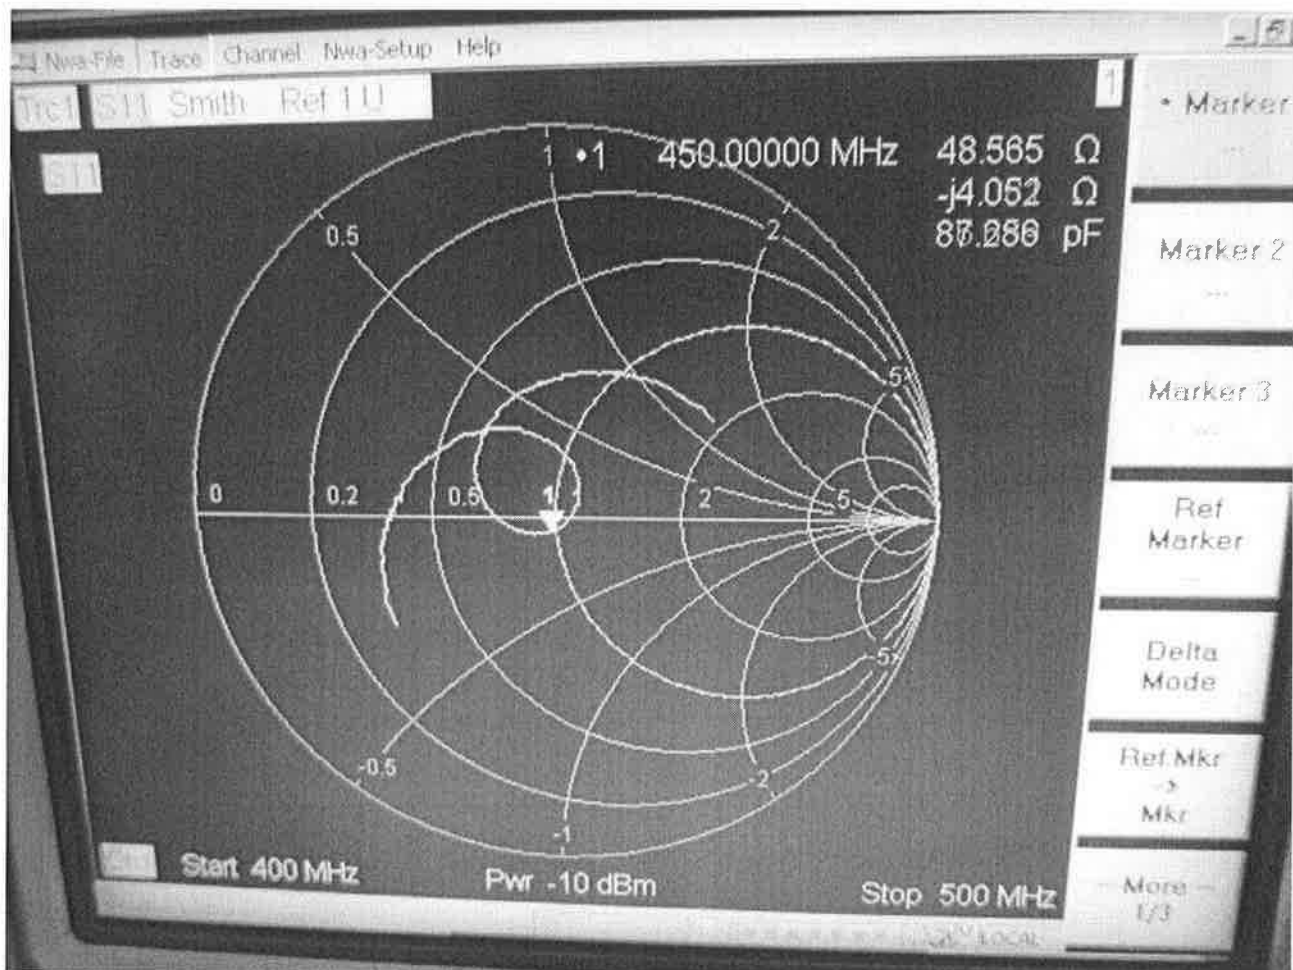 Nwa-File Trace Channel Nwa-Setup Help
Trc1 S11 Smith Ref 1 U
1
S11
1 •1 450.00000 MHz 48.565 Ω
-j4.052 Ω
pF
0.5
2
5
0 0.2 0.5 1 2 5
-5
-0.5
-2
-1
Ch1 Start 400 MHz Pwr -10 dBm Stop 500 MHz
LOCAL
• Marker
...
Marker 2
...
Marker 3
...
Ref
Marker
...
Delta
Mode
Ref Mkr
->
Mkr
-- More --
1/3